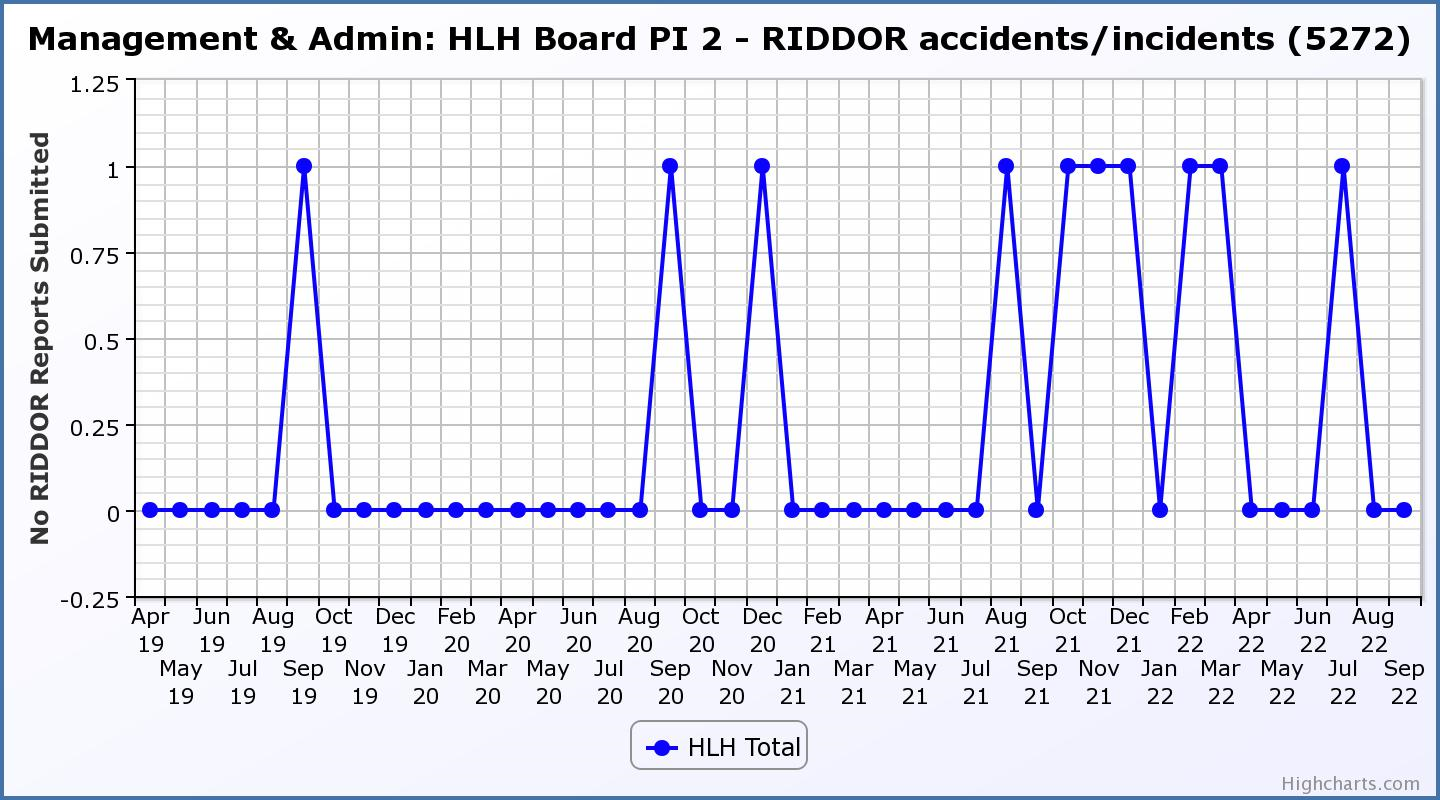 Management & Admin: HLH Board PI 2 - RIDDOR accidents/incidents (5272)
No RIDDOR Reports Submitted
1.25
1
0.75
0.5
0.25
0
-0.25
Apr Jun Aug Oct Dec Feb Apr Jun Aug Oct Dec Feb Apr Jun Aug Oct Dec Feb Apr Jun Aug
19 19 19 19 19 20 20 20 20 20 20 21 21 21 21 21 21 22 22 22 22
May Jul Sep Nov Jan Mar May Jul Sep Nov Jan Mar May Jul Sep Nov Jan Mar May Jul Sep
19 19 19 19 20 20 20 20 20 20 21 21 21 21 21 21 22 22 22 22 22
HLH Total
Highcharts.com